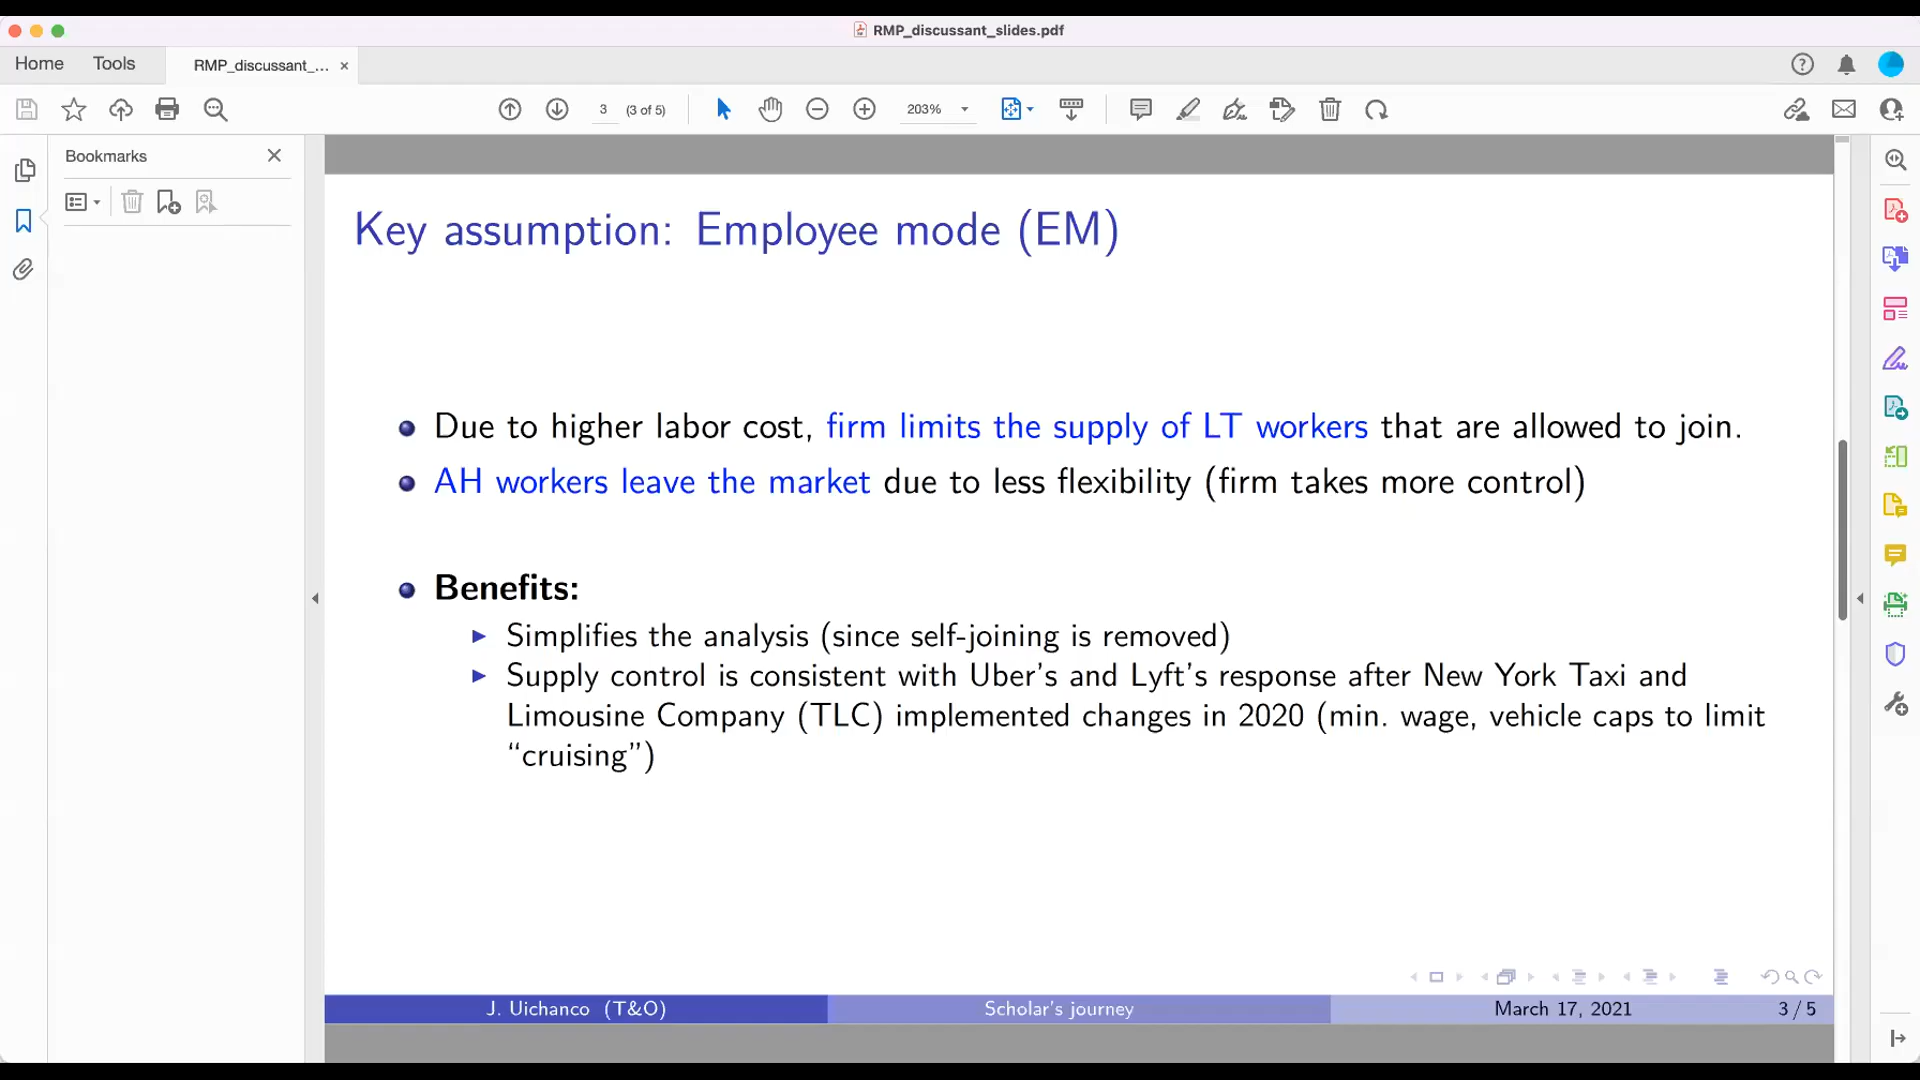 RMP_discussant_slides.pdf
Home Tools RMP_discussant_... ×
3 (3 of 5) 203%
Bookmarks
Key assumption: Employee mode (EM)
Due to higher labor cost, firm limits the supply of LT workers that are allowed to join.
AH workers leave the market due to less flexibility (firm takes more control)
Benefits:
Simplifies the analysis (since self-joining is removed)
Supply control is consistent with Uber's and Lyft's response after New York Taxi and
Limousine Company (TLC) implemented changes in 2020 (min. wage, vehicle caps to limit
“cruising”)
J. Uichanco (T&O) Scholar's journey March 17, 2021 3 / 5